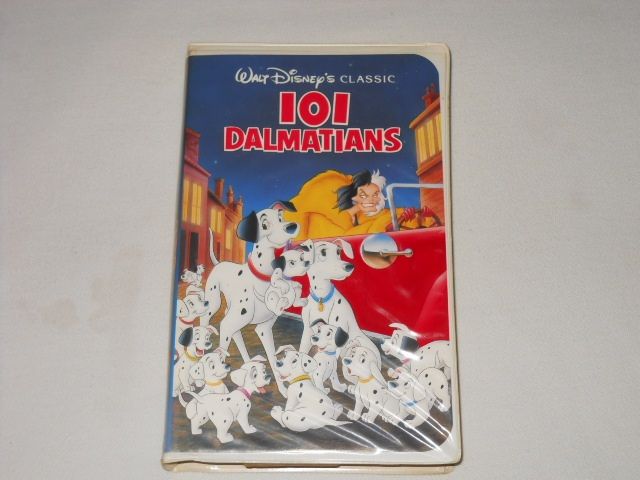 WALT DISNEY'S CLASSIC
101
DALMATIANS